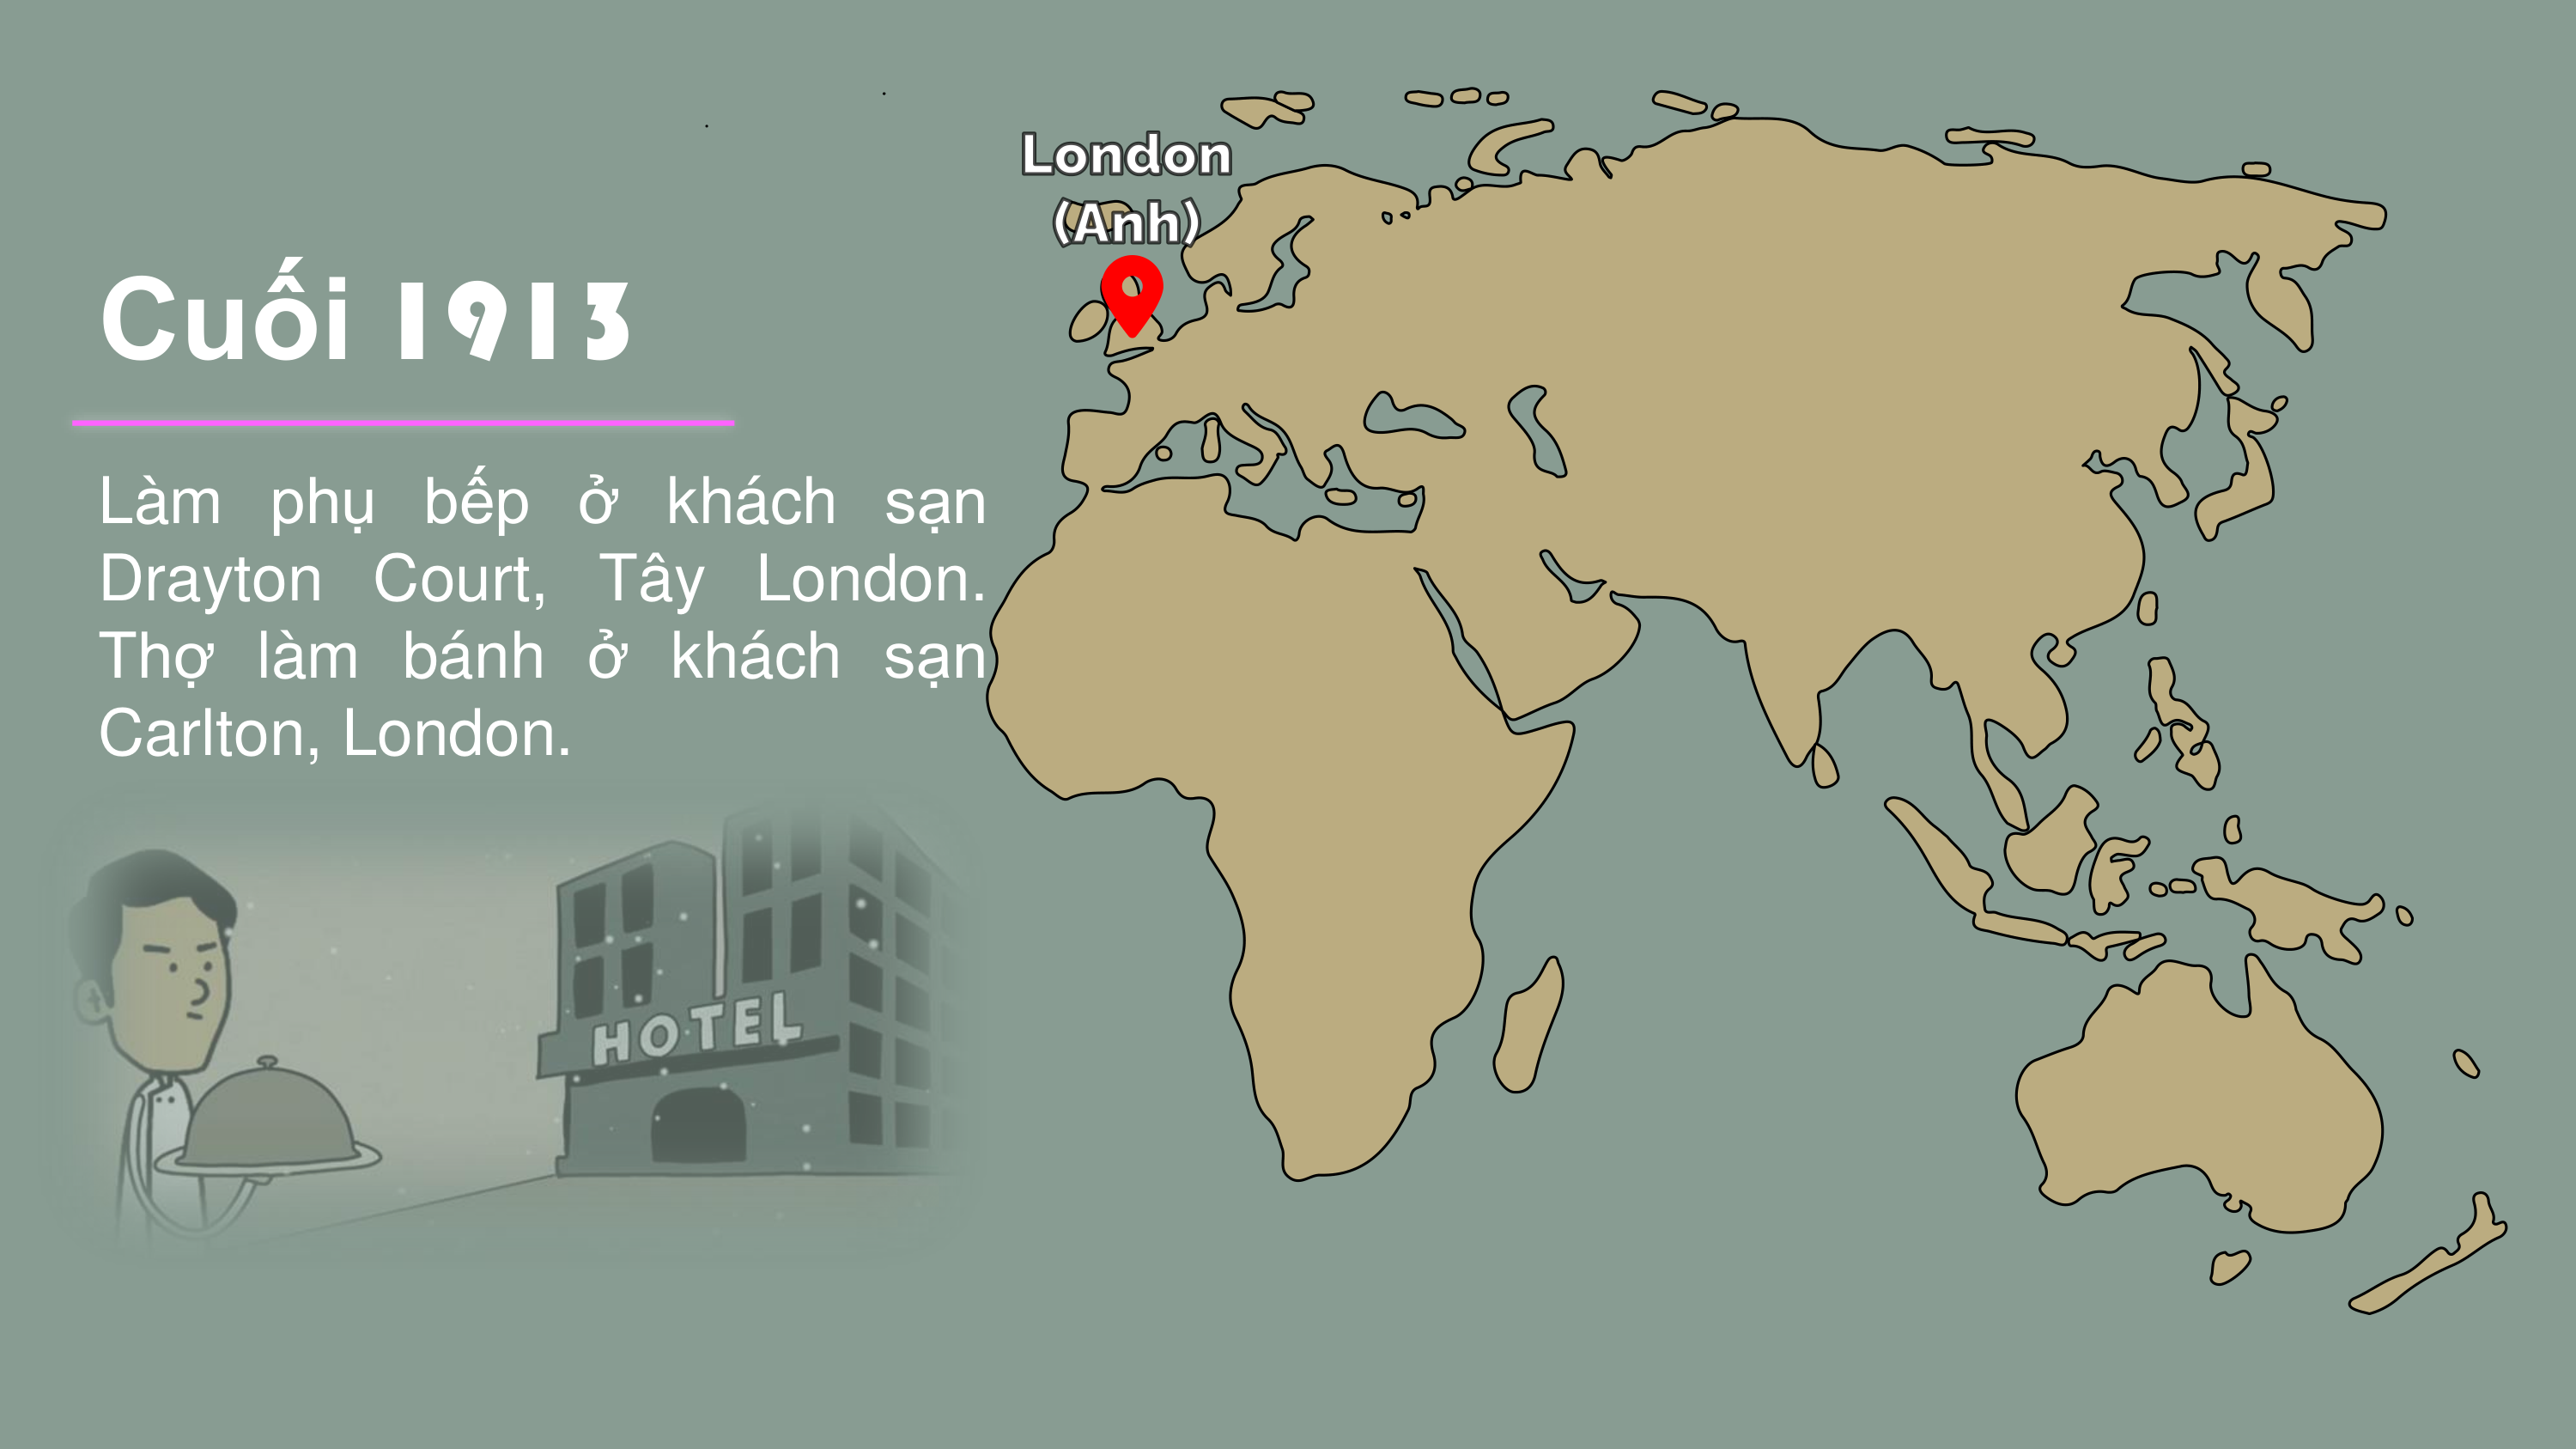 London
(Anh)
Cuối 1913
Làm phụ bếp ở khách sạn
Drayton Court, Tây London.
Thợ làm bánh ở khách sạn
Carlton, London.
HOTEL